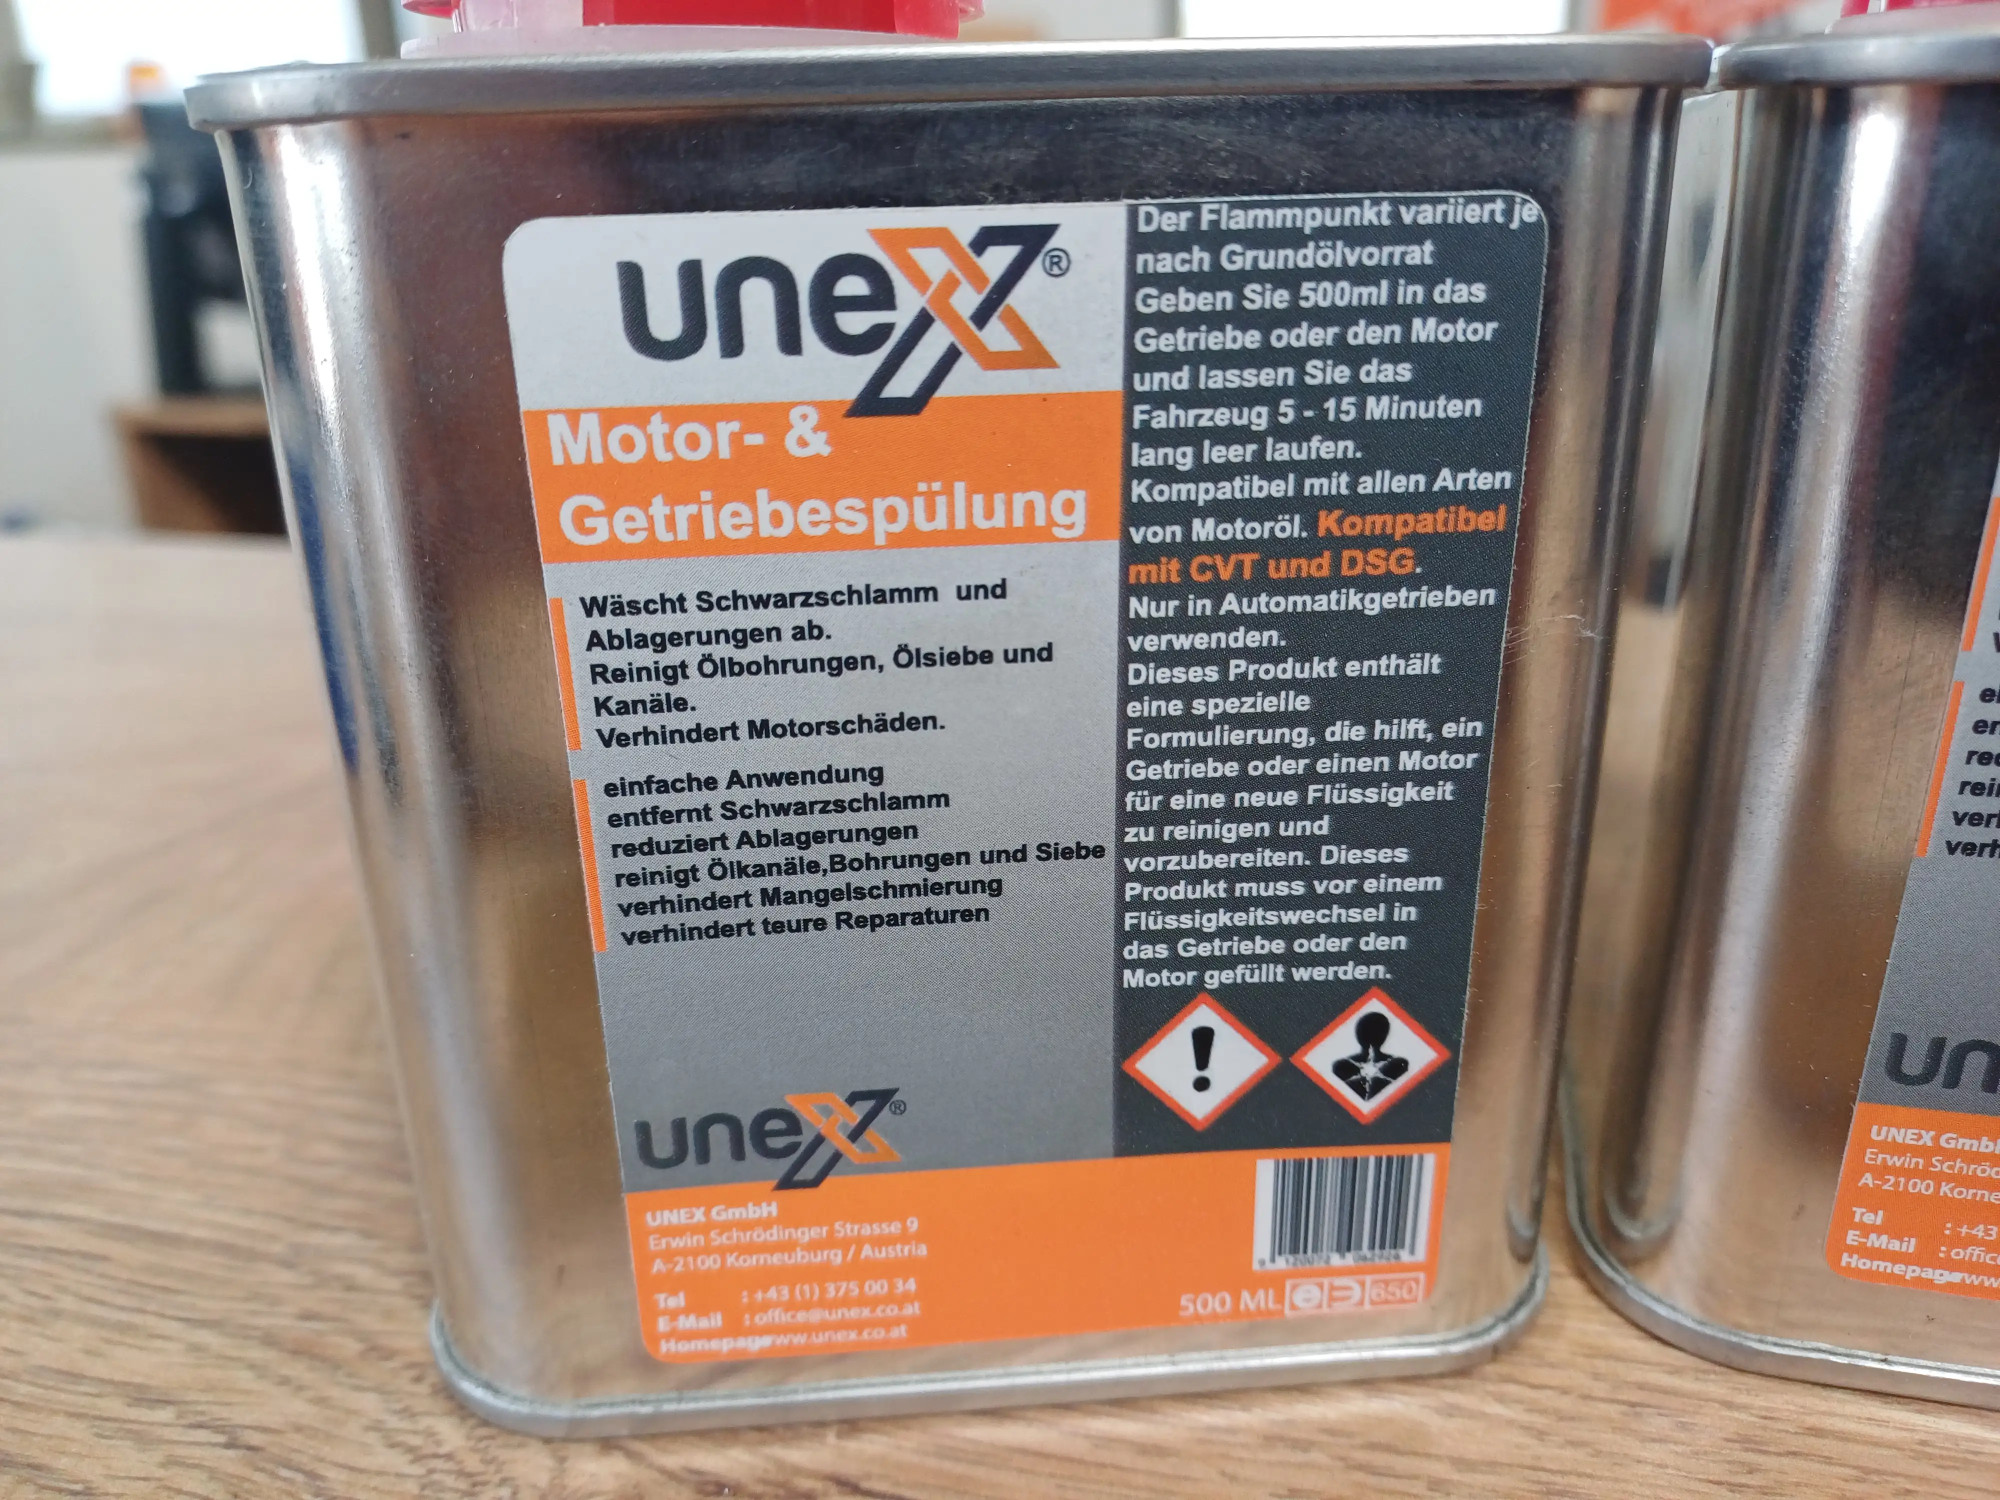 unex®
Motor- &
Getriebespülung
Wäscht Schwarzschlamm und
Ablagerungen ab.
Reinigt Ölbohrungen, Ölsiebe und
Kanäle.
Verhindert Motorschäden.
einfache Anwendung
entfernt Schwarzschlamm
reduziert Ablagerungen
reinigt Ölkanäle,Bohrungen und Siebe
verhindert Mangelschmierung
verhindert teure Reparaturen
unex®
Der Flammpunkt variiert je
nach Grundölvorrat
Geben Sie 500ml in das
Getriebe oder den Motor
und lassen Sie das
Fahrzeug 5 - 15 Minuten
lang leer laufen.
Kompatibel mit allen Arten
von Motoröl. Kompatibel
mit CVT und DSG.
Nur in Automatikgetrieben
verwenden.
Dieses Produkt enthält
eine spezielle
Formulierung, die hilft, ein
Getriebe oder einen Motor
für eine neue Flüssigkeit
zu reinigen und
vorzubereiten. Dieses
Produkt muss vor einem
Flüssigkeitswechsel in
das Getriebe oder den
Motor gefüllt werden.
UNEX GmbH
Erwin Schrödinger Strasse 9
A-2100 Korneuburg / Austria
Tel : +43 (1) 375 00 34
E-Mail : office@unex.co.at
Homepage www.unex.co.at
500 ML 650
un
UNEX Gmb
Erwin Schröd
A-2100 Korne
Tel : +43
E-Mail : offic
Homepage ww